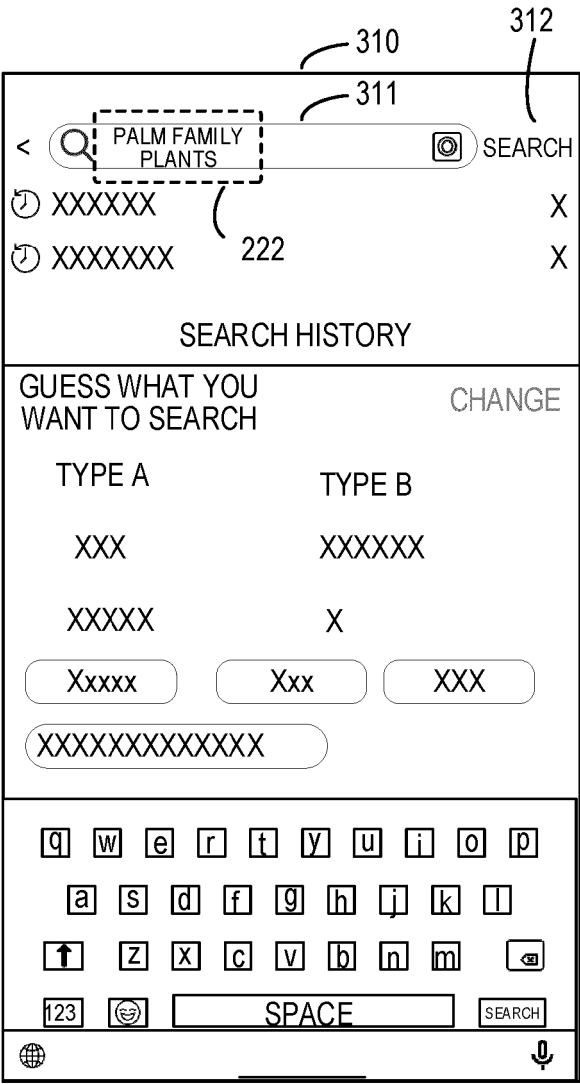 310
312
311
< PALM FAMILY
PLANTS
SEARCH
XXXXXX X
222
XXXXXXX X
SEARCH HISTORY
GUESS WHAT YOU
WANT TO SEARCH
CHANGE
TYPE A TYPE B
XXX XXXXXX
XXXXX X
Xxxxx Xxx XXX
XXXXXXXXXXXXX
q w e r t y u i o p
a s d f g h j k l
z x c v b n m
123 SPACE SEARCH